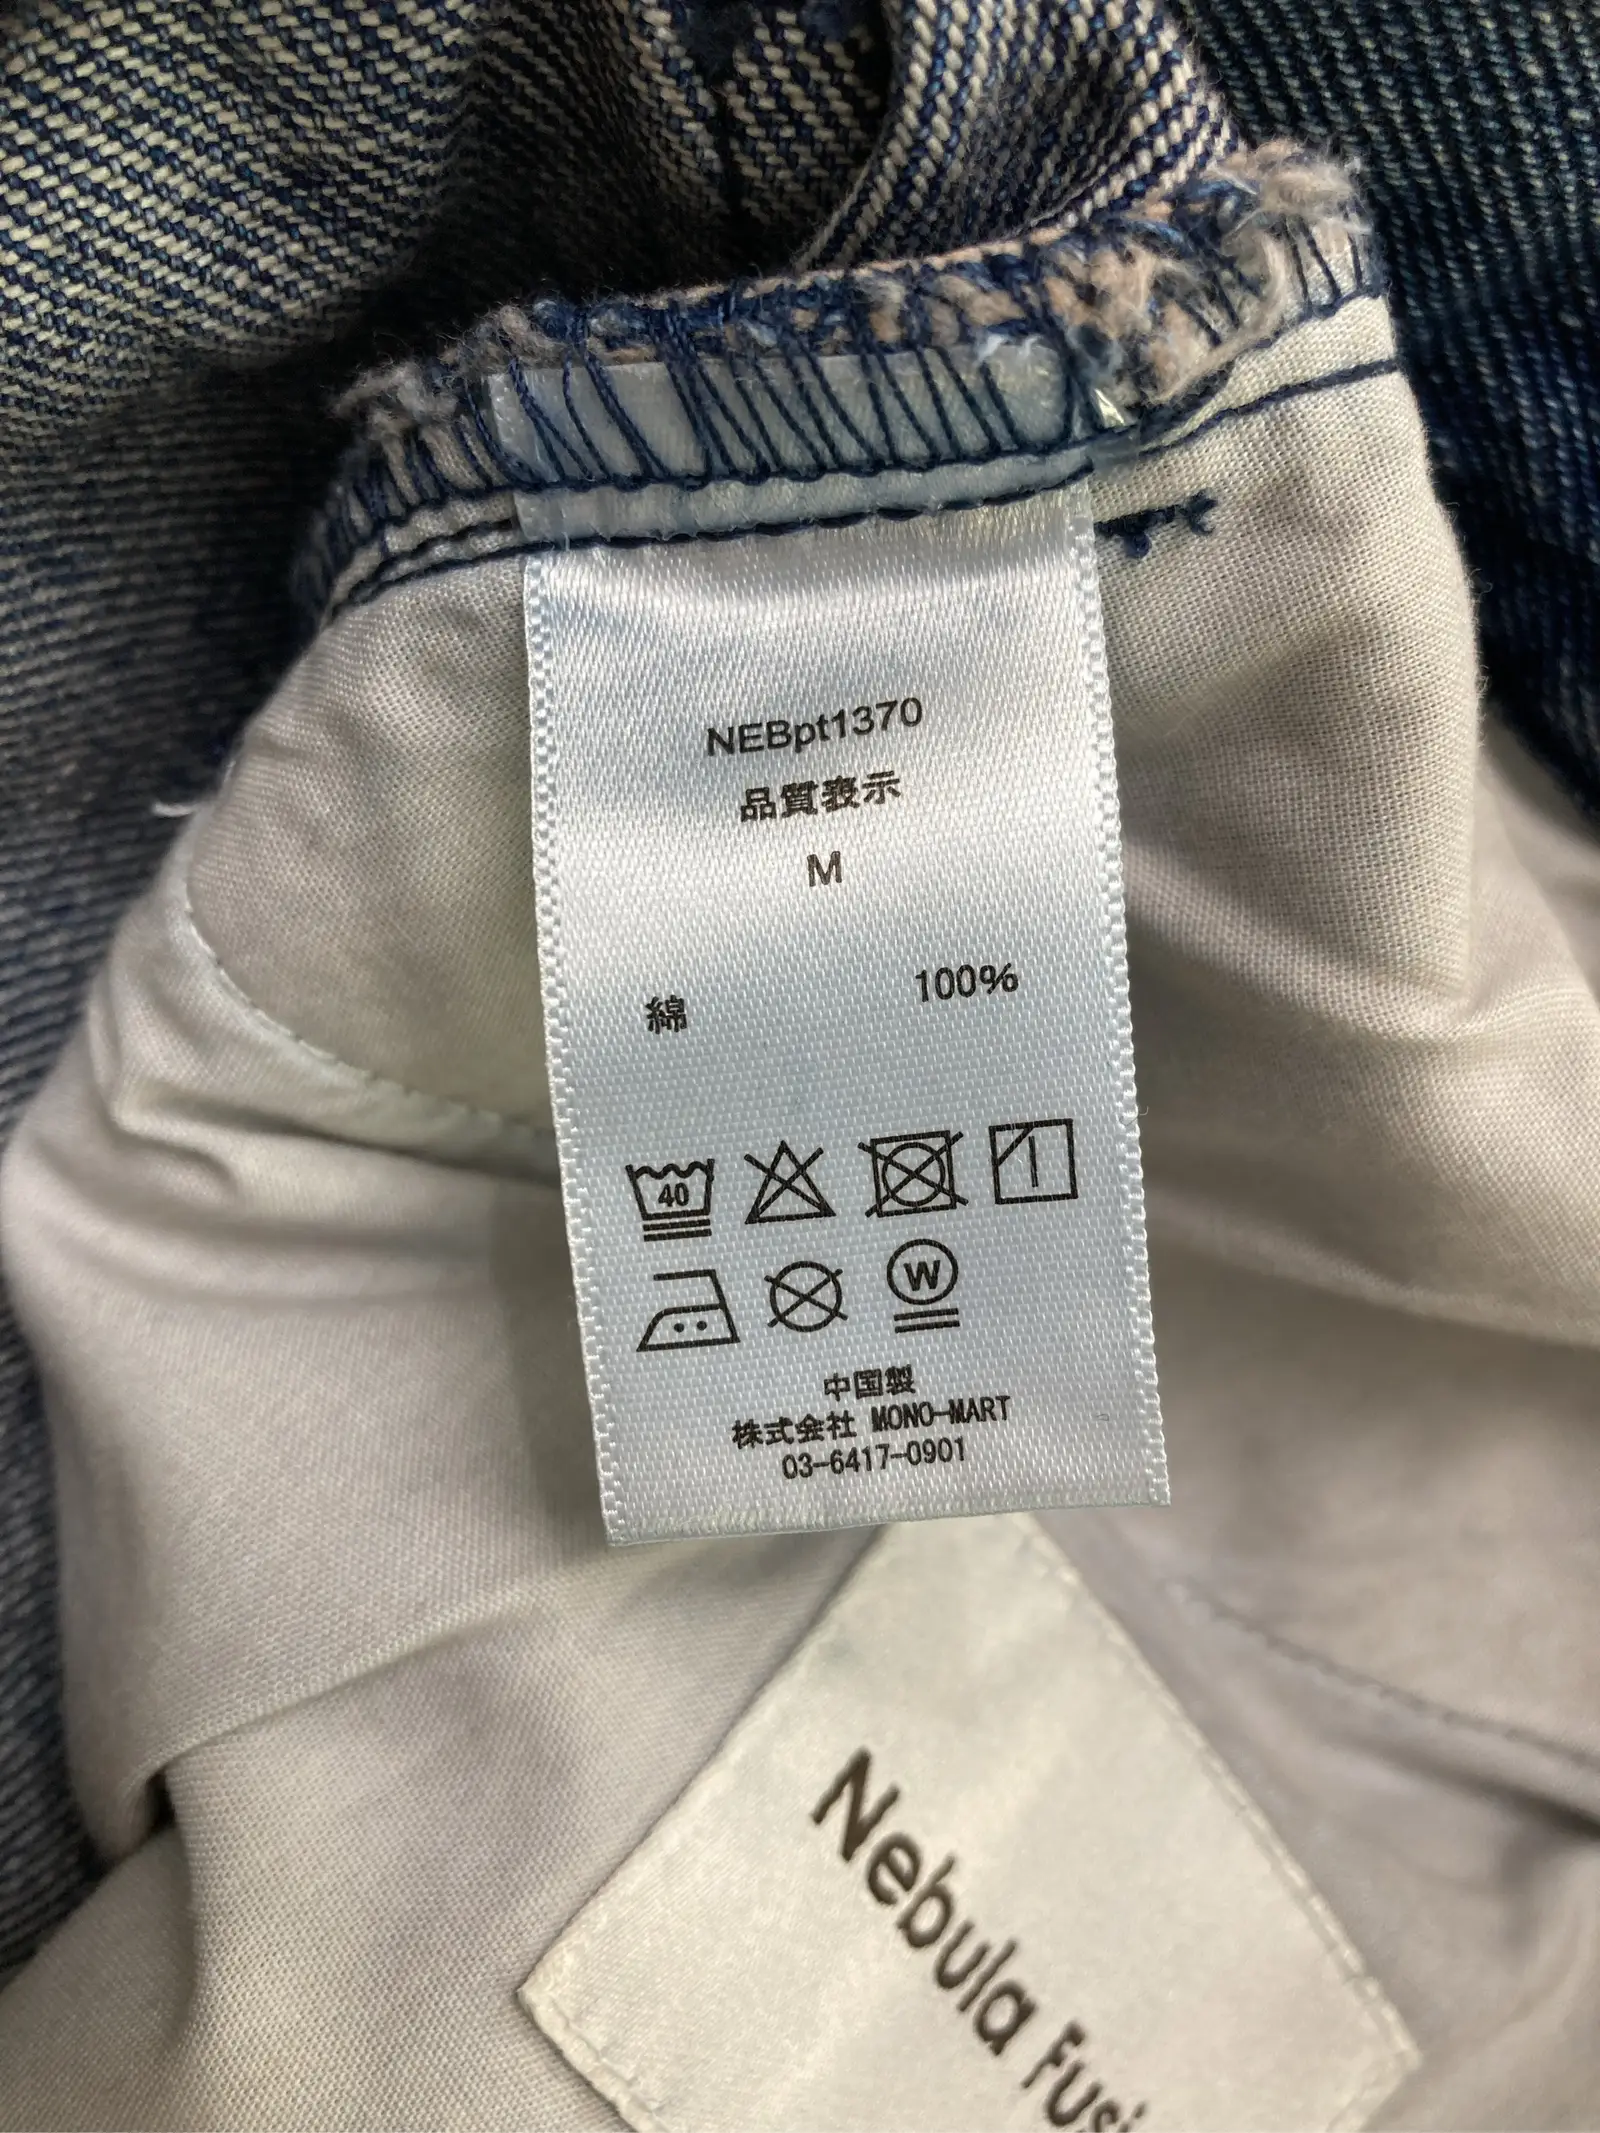 NEBpt1370
品質表示
M
綿 100%
40
W
中国製
株式会社 MONO-MART
03-6417-0901
Nebula Fusi